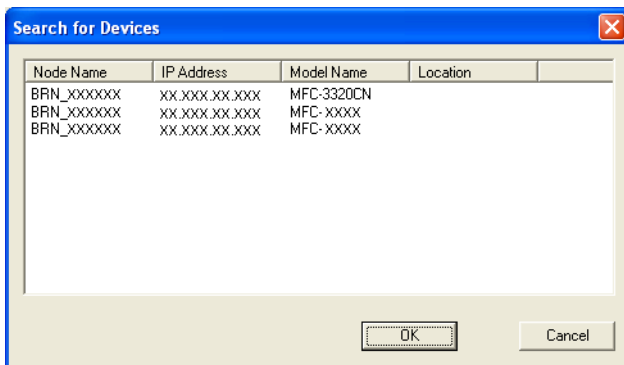 Search for Devices
Node Name IP Address Model Name Location
BRN_XXXXXX XX.XXX.XX.XXX MFC-3320CN
BRN_XXXXXX XX.XXX.XX.XXX MFC-XXXX
BRN_XXXXXX XX.XXX.XX.XXX MFC-XXXX
OK Cancel